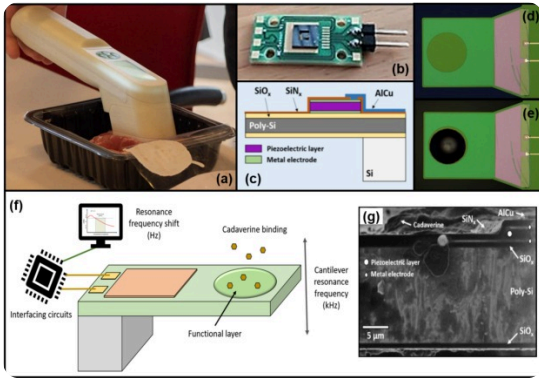 (a)
(b)
(d)
SiOx
SiNx
AlCu
Poly-Si
Piezoelectric layer
Metal electrode
Si
(c)
(e)
(f)
Resonance
frequency shift
(Hz)
Cadaverine binding
Cantilever
resonance
frequency
(kHz)
Interfacing circuits
Functional layer
(g)
Cadaverine
SiNx
AlCu
Piezoelectric layer
Metal electrode
SiOx
Poly-Si
5 µm
SiOx